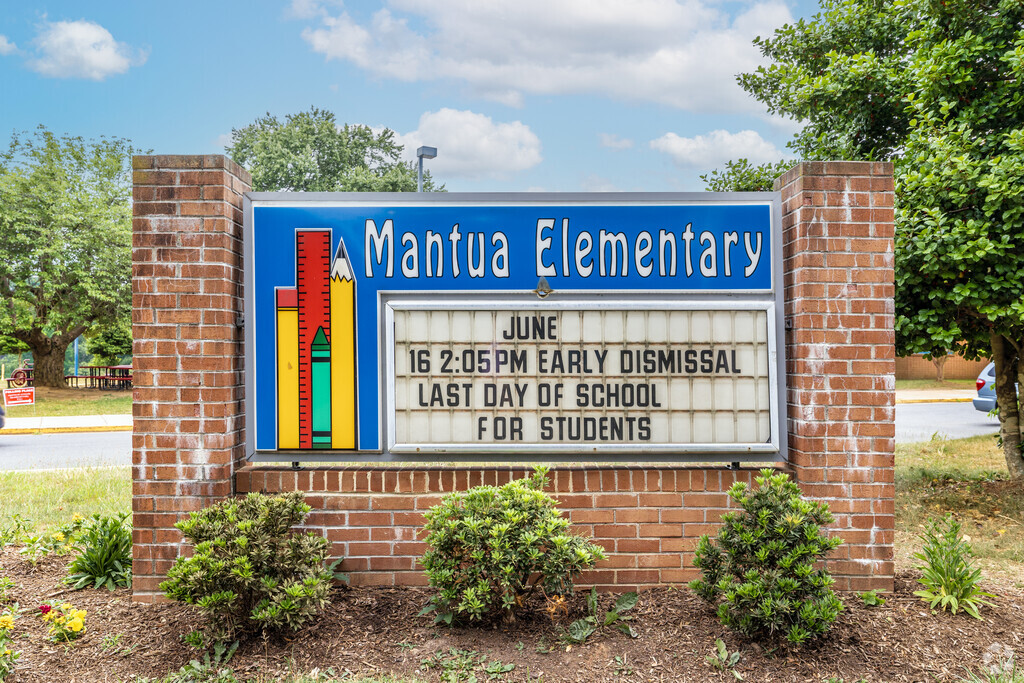 Mantua Elementary
JUNE
16 2:05PM EARLY DISMISSAL
LAST DAY OF SCHOOL
FOR STUDENTS